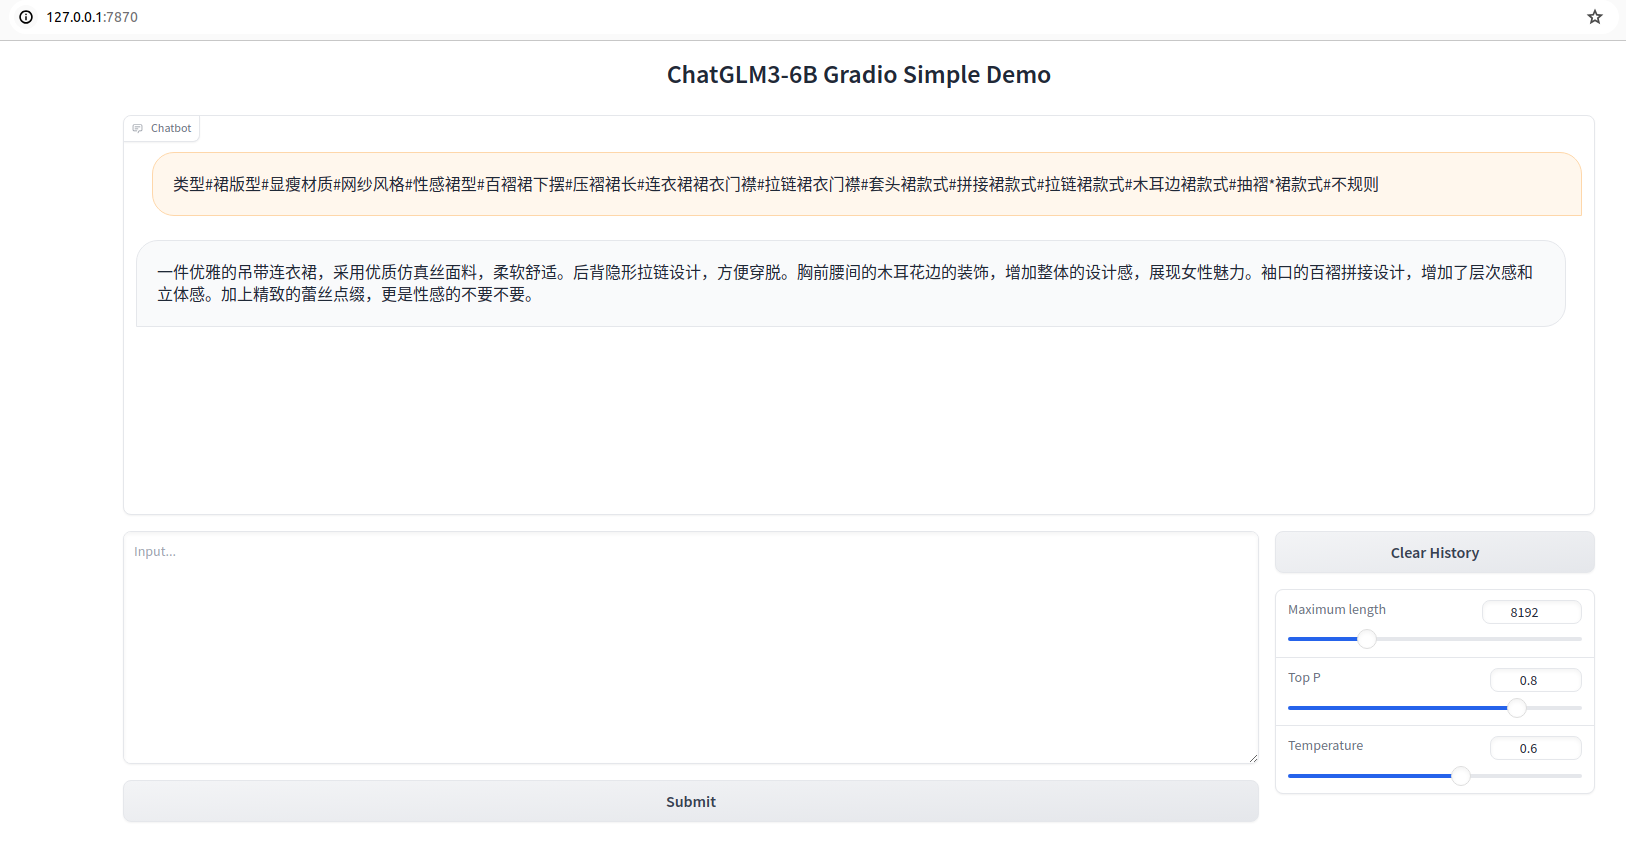 127.0.0.1:7870
ChatGLM3-6B Gradio Simple Demo
Chatbot
类型#裙版型#显瘦材质#网纱风格#性感裙型#百褶裙下摆#压褶裙长#连衣裙裙衣门襟#拉链裙衣门襟#套头裙款式#拼接裙款式#拉链裙款式#木耳边裙款式#抽褶*裙款式#不规则
一件优雅的吊带连衣裙，采用优质仿真丝面料，柔软舒适。后背隐形拉链设计，方便穿脱。胸前腰间的木耳花边的装饰，增加整体的设计感，展现女性魅力。袖口的百褶拼接设计，增加了层次感和
立体感。加上精致的蕾丝点缀，更是性感的不要不要。
Input...
Clear History
Maximum length
8192
Top P
0.8
Temperature
0.6
Submit